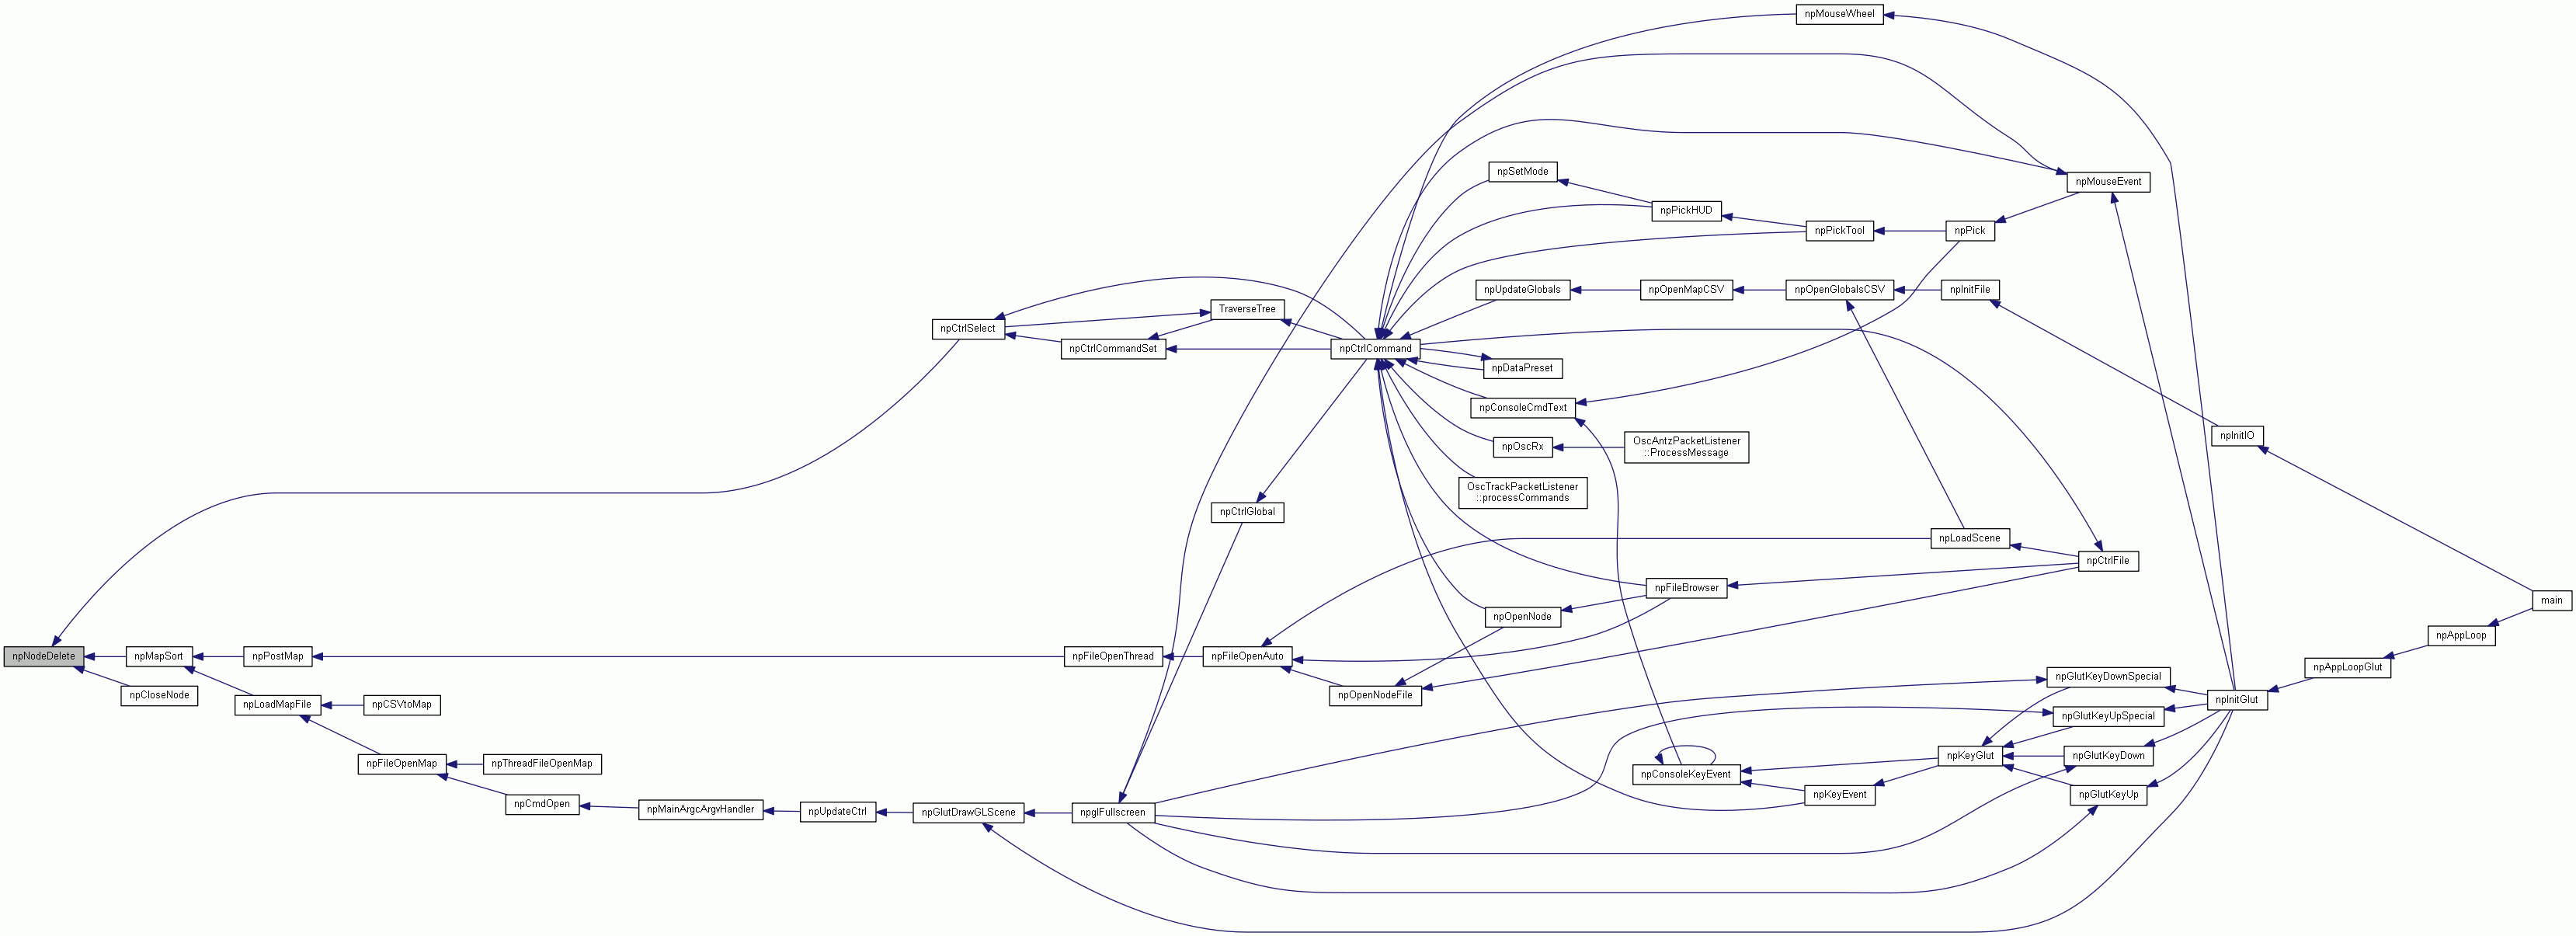 npMouseWheel
npSetMode
npMouseEvent
npPickHUD
npPickTool
npPick
npUpdateGlobals
npOpenMapCSV
npOpenGlobalsCSV
npInitFile
TraverseTree
npCtrlSelect
npCtrlCommandSet
npCtrlCommand
npDataPreset
npConsoleCmdText
npInitIO
npOscRx
OscAntzPacketListener
::ProcessMessage
OscTrackPacketListener
::processCommands
npCtrlGlobal
npLoadScene
npCtrlFile
npFileBrowser
main
npOpenNode
npAppLoop
npNodeDelete
npMapSort
npPostMap
npFileOpenThread
npFileOpenAuto
npAppLoopGlut
npGlutKeyDownSpecial
npCloseNode
npOpenNodeFile
npInitGlut
npLoadMapFile
npCSVtoMap
npGlutKeyUpSpecial
npFileOpenMap
npThreadFileOpenMap
npKeyGlut
npGlutKeyDown
npConsoleKeyEvent
npKeyEvent
npGlutKeyUp
npCmdOpen
npMainArgcArgvHandler
npUpdateCtrl
npGlutDrawGLScene
npglFullscreen